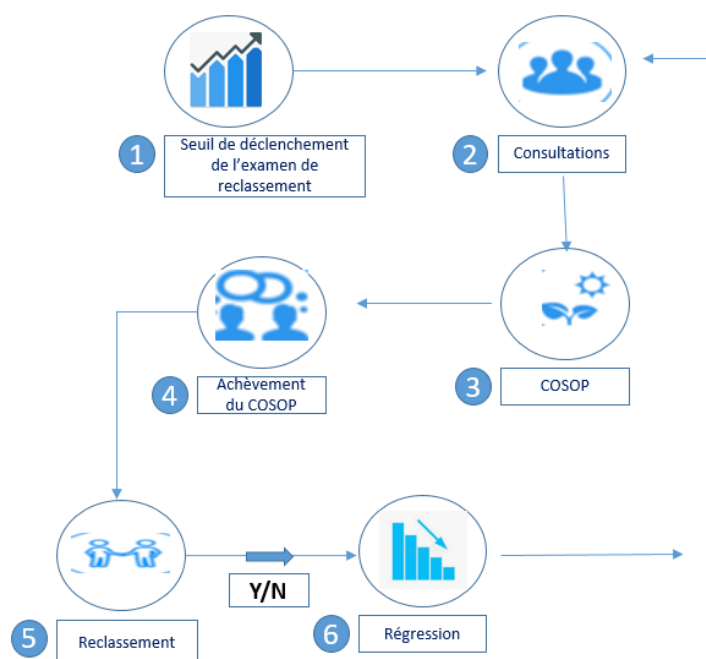 1
Seuil de déclenchement
de l'examen de
reclassement
2
Consultations
3
COSOP
4
Achèvement
du COSOP
5
Reclassement
Y/N
6
Régression